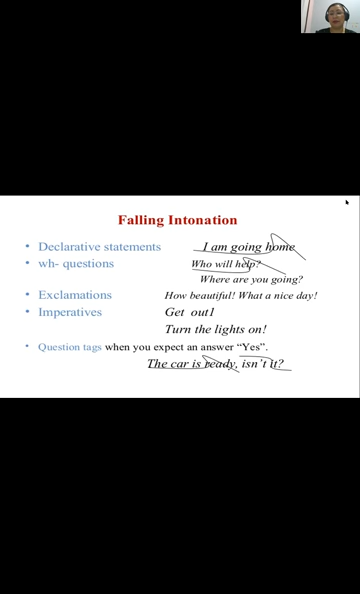 Falling Intonation
• Declarative statements I am going home
• wh- questions Who will help?
Where are you going?
• Exclamations How beautiful! What a nice day!
• Imperatives Get out1
Turn the lights on!
• Question tags when you expect an answer “Yes”.
The car is ready, isn’t it?